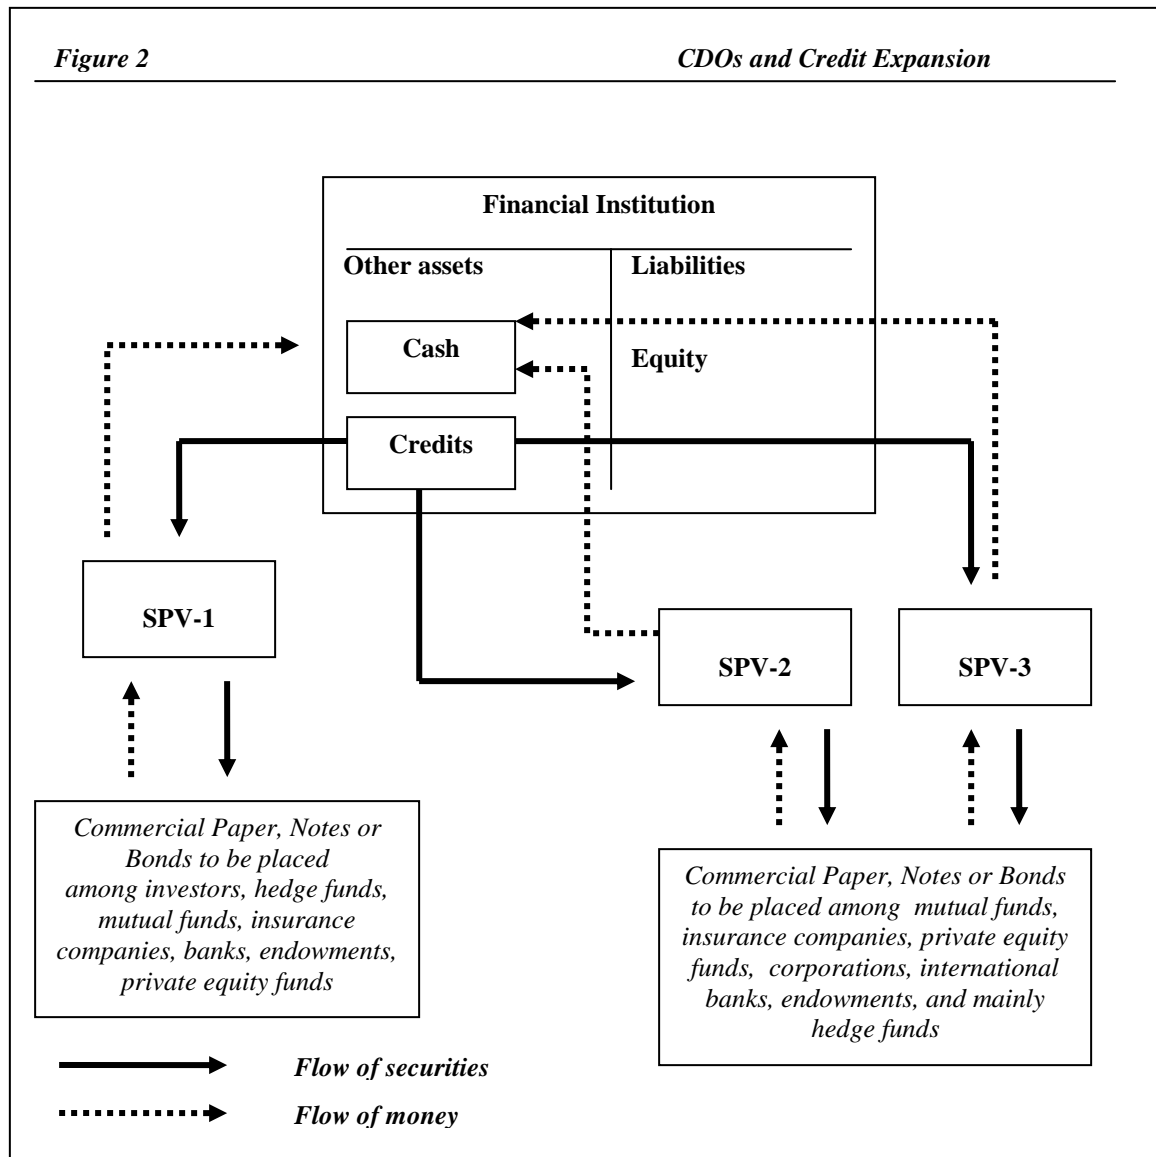 Figure 2 CDOs and Credit Expansion
Financial Institution
Other assets Liabilities
Cash
Equity
Credits
SPV-1
SPV-2 SPV-3
Commercial Paper, Notes or
Bonds to be placed
among investors, hedge funds,
mutual funds, insurance
companies, banks, endowments,
private equity funds
Commercial Paper, Notes or Bonds
to be placed among mutual funds,
insurance companies, private equity
funds, corporations, international
banks, endowments, and mainly
hedge funds
Flow of securities
Flow of money